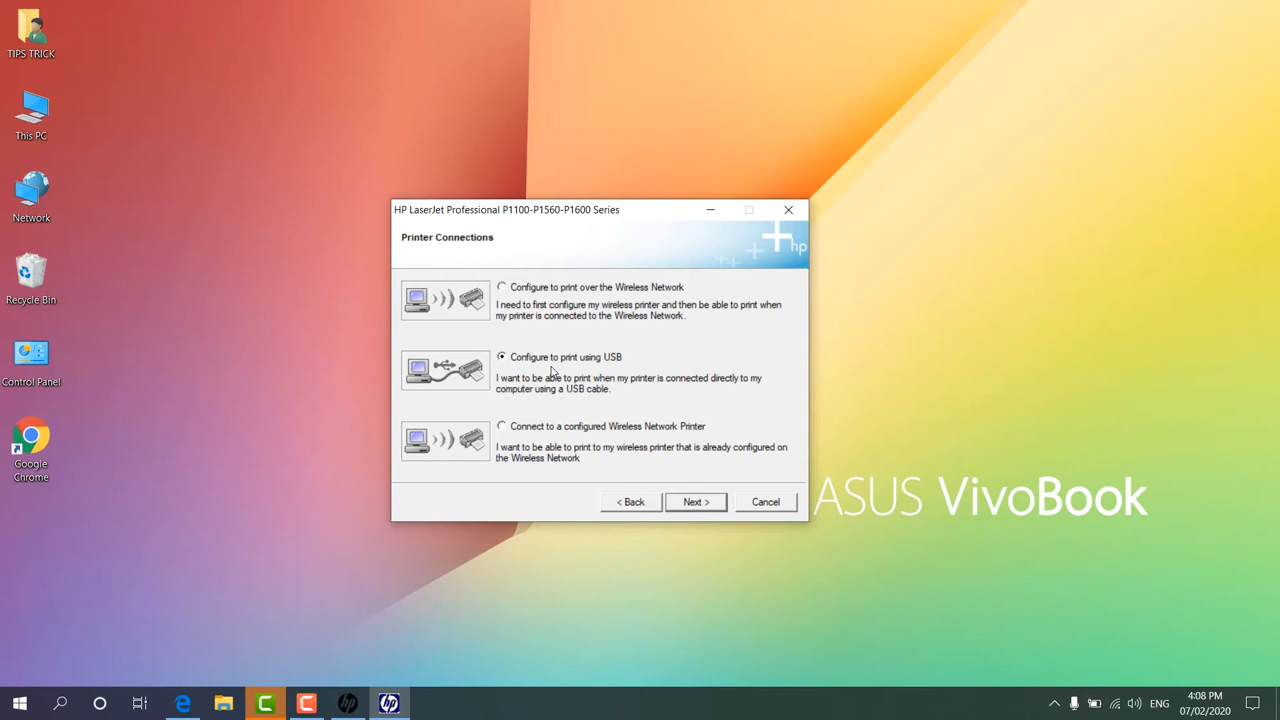 TIPS TRICK
This PC
Network
Recycle Bin
Control Panel
Google
Chrome
HP LaserJet Professional P1100-P1560-P1600 Series
Printer Connections
hp
Configure to print over the Wireless Network
I need to first configure my wireless printer and then be able to print when
my printer is connected to the Wireless Network.
Configure to print using USB
I want to be able to print when my printer is connected directly to my
computer using a USB cable.
Connect to a configured Wireless Network Printer
I want to be able to print to my wireless printer that is already configured on
the Wireless Network
< Back
Next >
Cancel
ASUS VivoBook
hp
hp
ENG
4:08 PM
07/02/2020